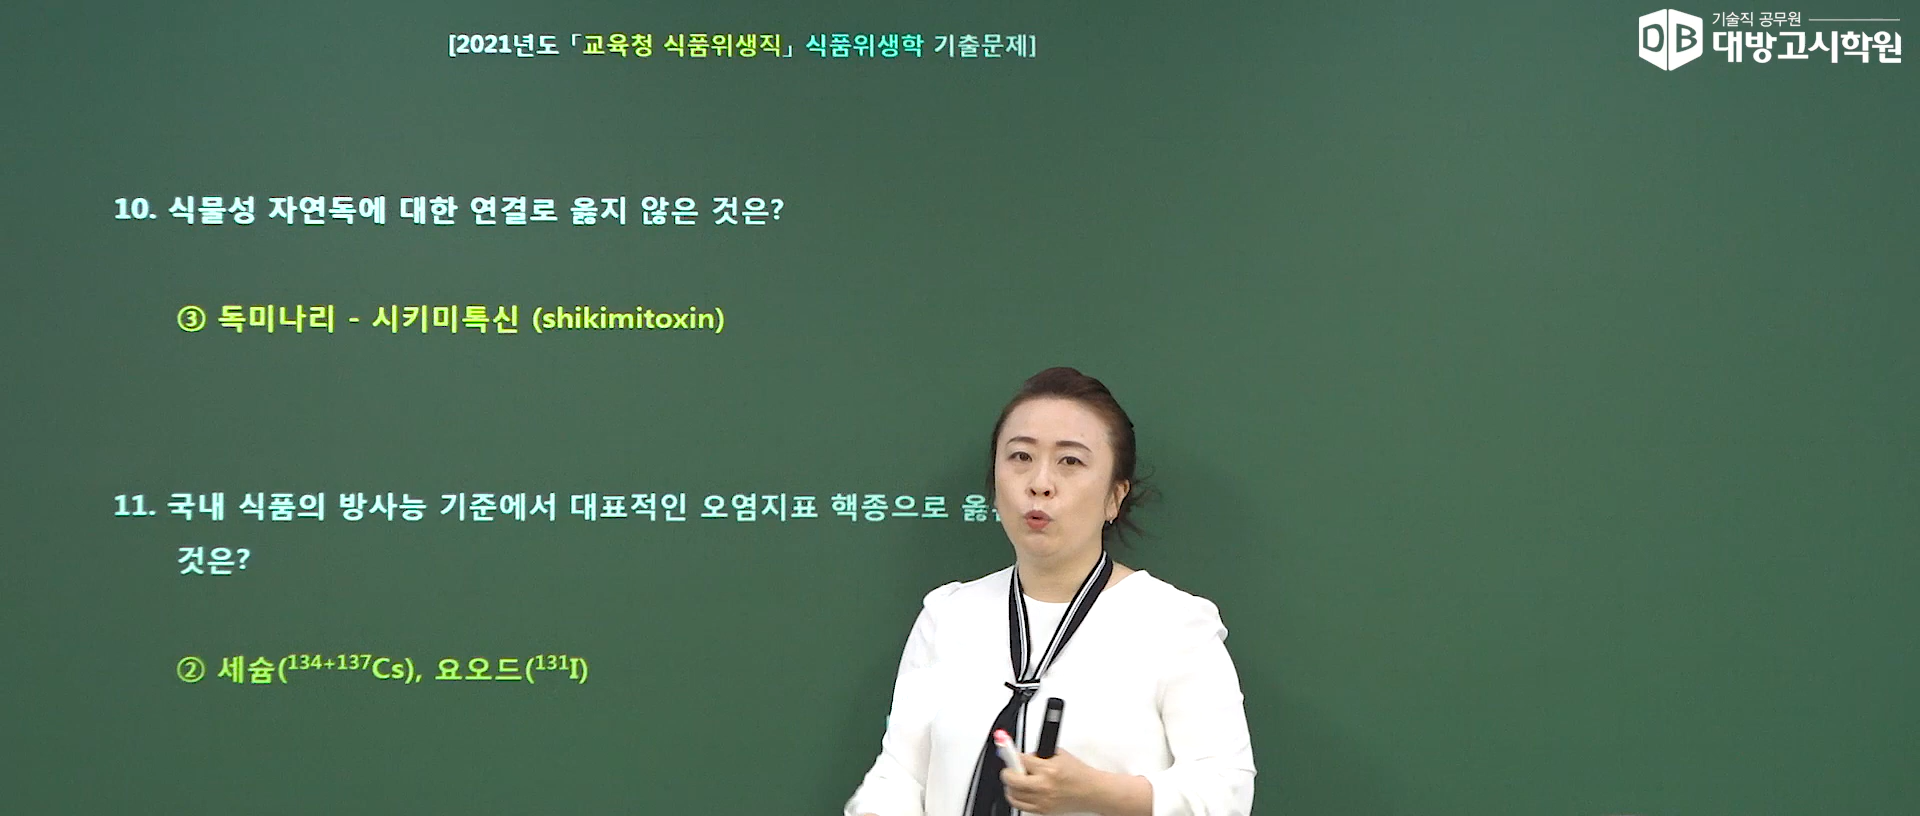 [2021년도 「교육청 식품위생직」 식품위생학 기출문제]
기술직 공무원
DB 대방고시학원
10. 식물성 자연독에 대한 연결로 옳지 않은 것은?
③ 독미나리 - 시키미톡신 (shikimitoxin)
11. 국내 식품의 방사능 기준에서 대표적인 오염지표 핵종으로
것은?
② 세슘(¹³⁴⁺¹³⁷Cs), 요오드(¹³¹I)